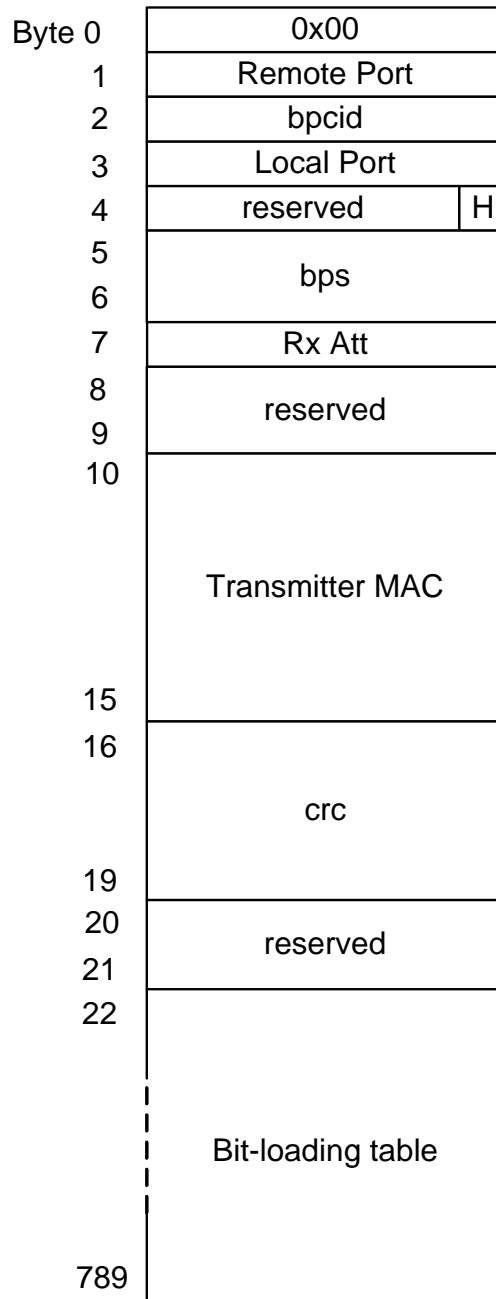 Byte 0 0x00
1 Remote Port
2 bpcid
3 Local Port
4 reserved H
5
bps
6
7 Rx Att
8
reserved
9
10
Transmitter MAC
15
16
crc
19
20
reserved
21
22
Bit-loading table
789